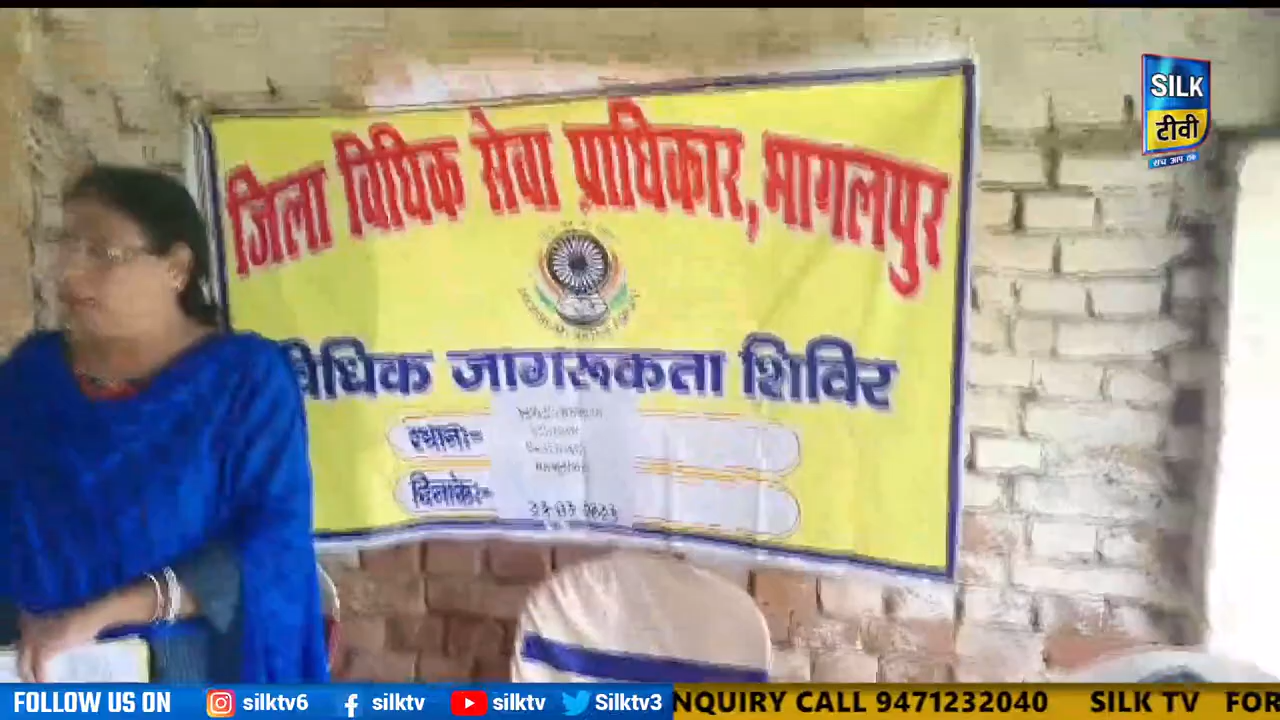 SILK
टीवी
जिला विधिक सेवा प्राधिकार, भागलपुर
विधिक जागरूकता शिविर
स्थान:-
दिनांक:-
FOLLOW US ON silktv6 silktv silktv Silktv3 NQUIRY CALL 9471232040 SILK TV FOR